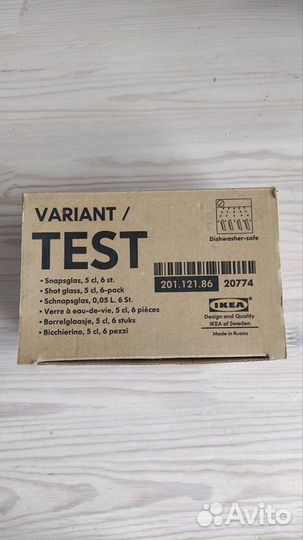 VARIANT /
TEST
Dishwasher-safe
• Snapsglas, 5 cl, 6 st.
• Shot glass, 5 cl, 6-pack
• Schnapsglas, 0,05 L. 6 St.
• Verre à eau-de-vie, 5 cl, 6 pièces
• Borrelglaasje, 5 cl, 6 stuks
• Bicchierino, 5 cl, 6 pezzi
201.121.86 20774
IKEA
Design and Quality
IKEA of Sweden
Made in Russia
Avito